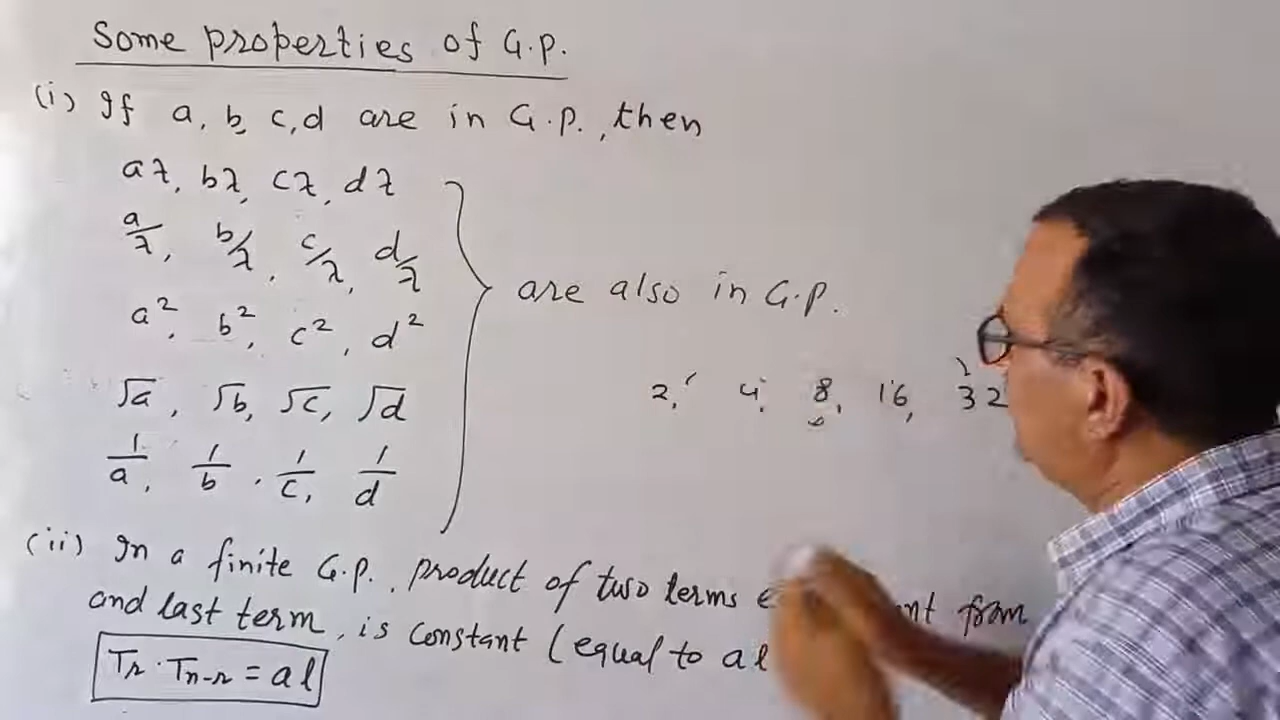 Some properties of G.P.
(i) If a, b, c, d are in G.P., then
aλ, bλ, cλ, dλ
a/λ, b/λ, c/λ, d/λ
a², b², c², d²
are also in G.P.
2, 4, 8, 16, 32
√a, √b, √c, √d
1/a, 1/b, 1/c, 1/d
(ii) In a finite G.P. product of two terms from
and last term, is constant (equal to al
Tr · Tn-r = al